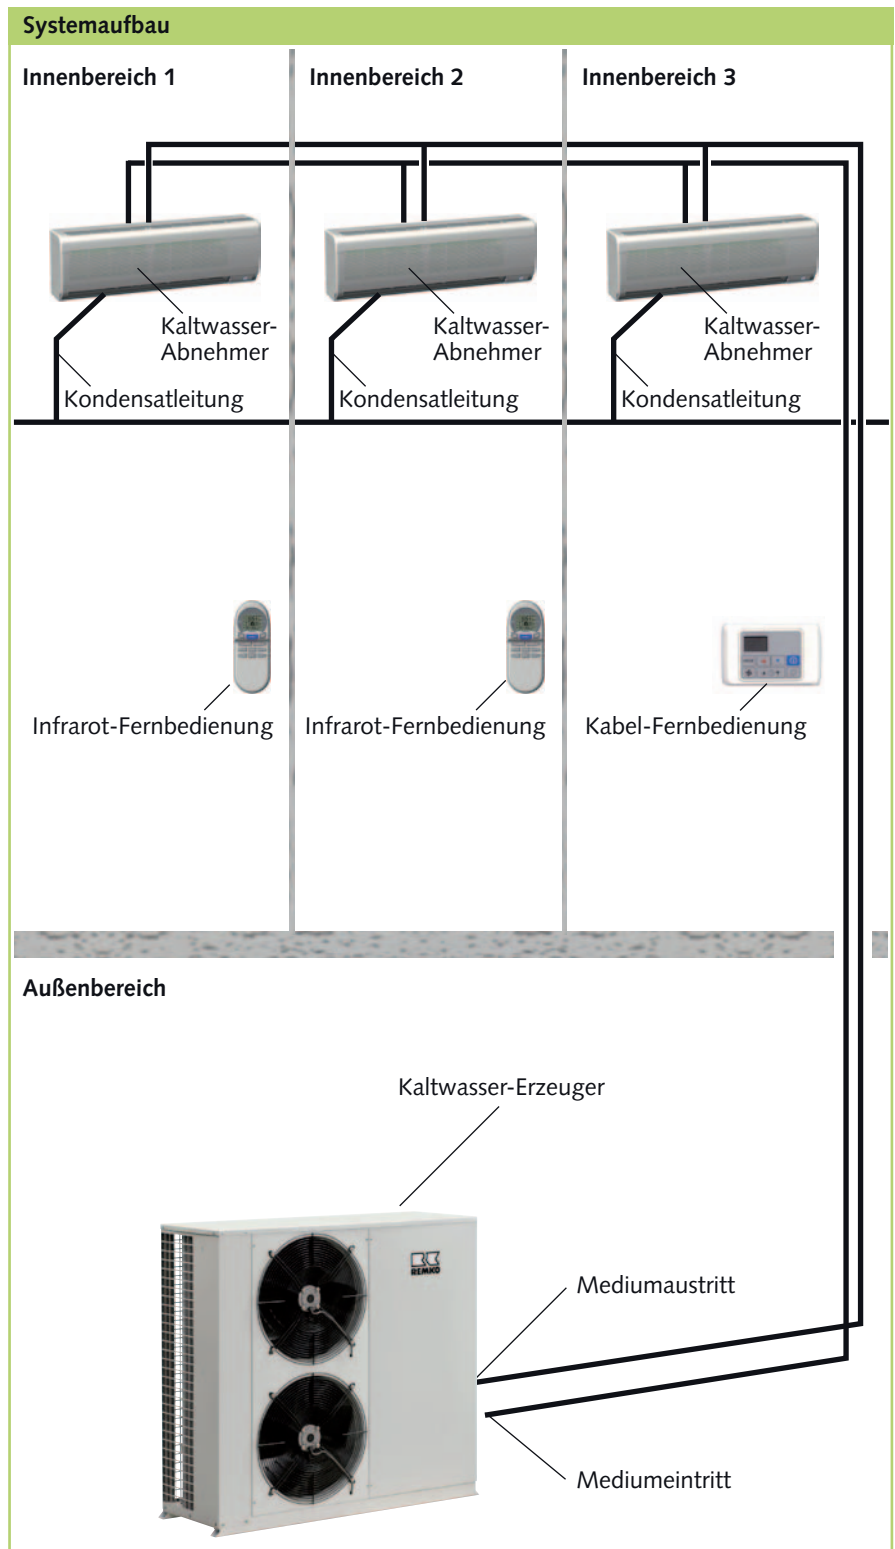 Systemaufbau
Innenbereich 1
Innenbereich 2
Innenbereich 3
Kaltwasser-
Abnehmer
Kaltwasser-
Abnehmer
Kaltwasser-
Abnehmer
Kondensatleitung
Kondensatleitung
Kondensatleitung
Infrarot-Fernbedienung
Infrarot-Fernbedienung
Kabel-Fernbedienung
Außenbereich
Kaltwasser-Erzeuger
REMKO
Mediumaustritt
Mediumeintritt